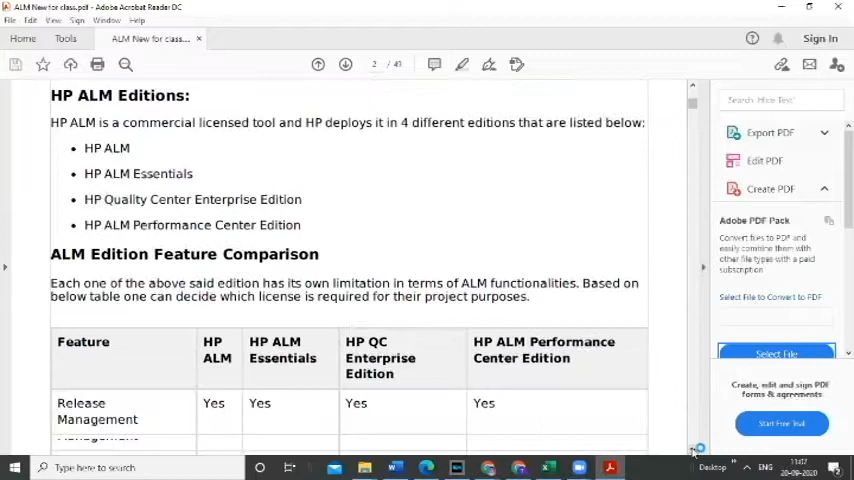 ALM New for class.pdf - Adobe Acrobat Reader DC
File Edit View Sign Window Help
Home Tools ALM New for class... × Sign In
2 / 43
HP ALM Editions:
HP ALM is a commercial licensed tool and HP deploys it in 4 different editions that are listed below:
• HP ALM
• HP ALM Essentials
• HP Quality Center Enterprise Edition
• HP ALM Performance Center Edition
ALM Edition Feature Comparison
Each one of the above said edition has its own limitation in terms of ALM functionalities. Based on
below table one can decide which license is required for their project purposes.
Feature HP ALM HP ALM Essentials HP QC Enterprise Edition HP ALM Performance Center Edition
Release Management Yes Yes Yes Yes
Management
Export PDF
Edit PDF
Create PDF
Adobe PDF Pack
Convert files to PDF and
easily combine them with
other file types with a paid
subscription
Select File to Convert to PDF
Select File
Create, edit and sign PDF
forms & agreements
Start Free Trial
Type here to search
Desktop
ENG
11:07
20-09-2020